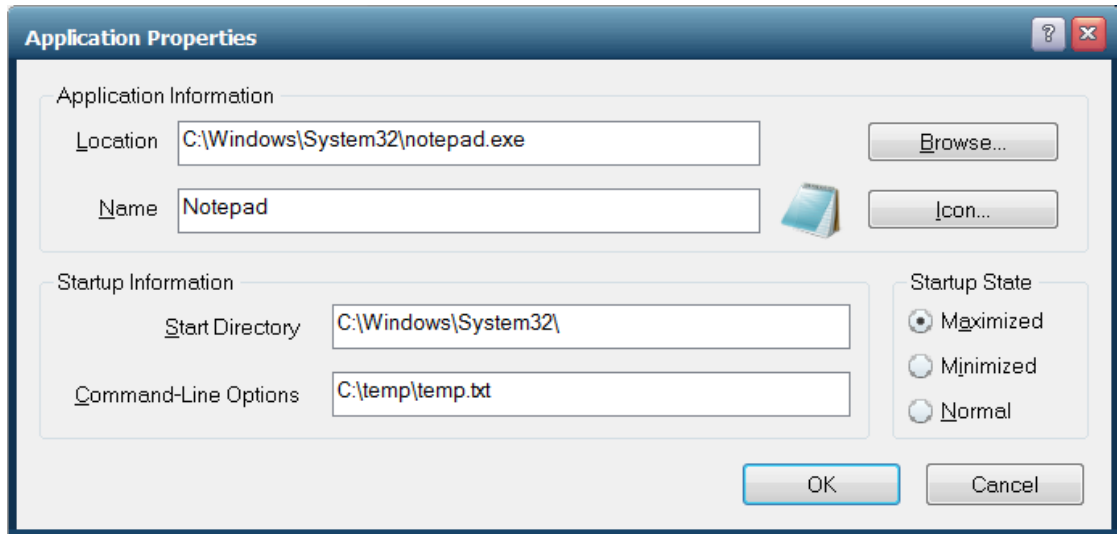 Application Properties
?
Application Information
Location C:\Windows\System32\notepad.exe Browse...
Name Notepad Icon...
Startup Information
Start Directory C:\Windows\System32\
Command-Line Options C:\temp\temp.txt
Startup State
Maximized
Minimized
Normal
OK Cancel